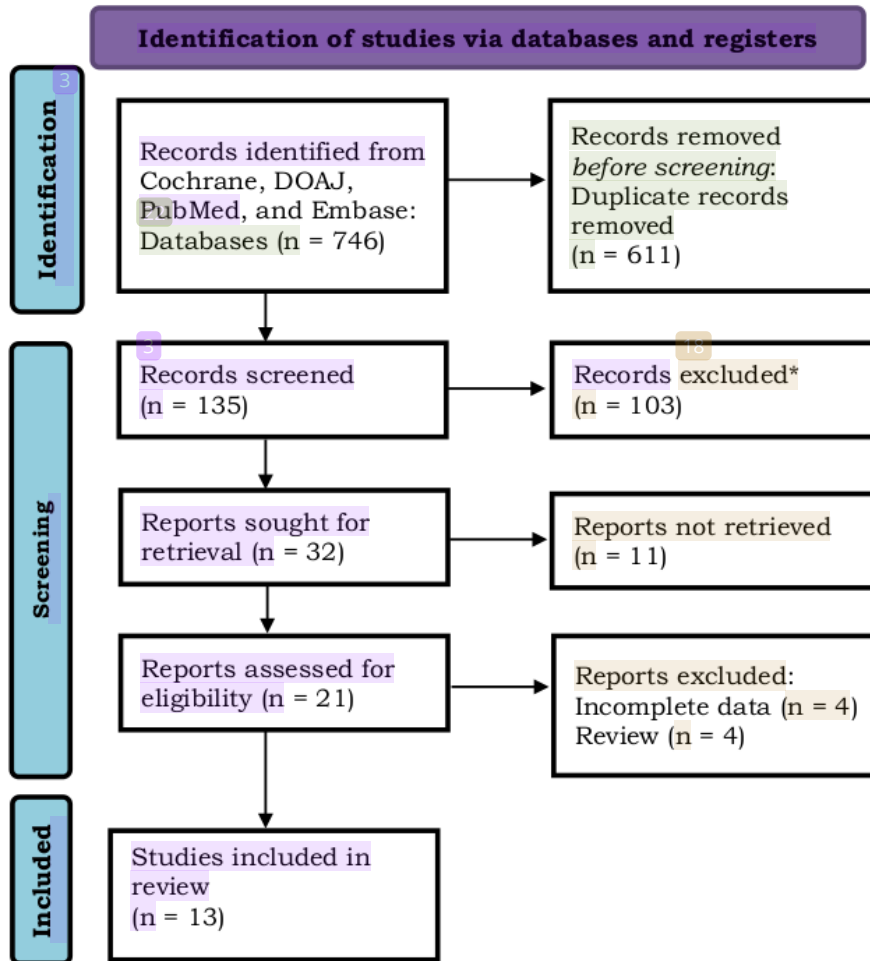 Identification of studies via databases and registers
3
Identification
Records identified from
Cochrane, DOAJ,
PubMed, and Embase:
Databases (n = 746)
Records removed
before screening:
Duplicate records
removed
(n = 611)
Screening
3
Records screened
(n = 135)
18
Records excluded*
(n = 103)
Reports sought for
retrieval (n = 32)
Reports not retrieved
(n = 11)
Reports assessed for
eligibility (n = 21)
Reports excluded:
Incomplete data (n = 4)
Review (n = 4)
Included
Studies included in
review
(n = 13)